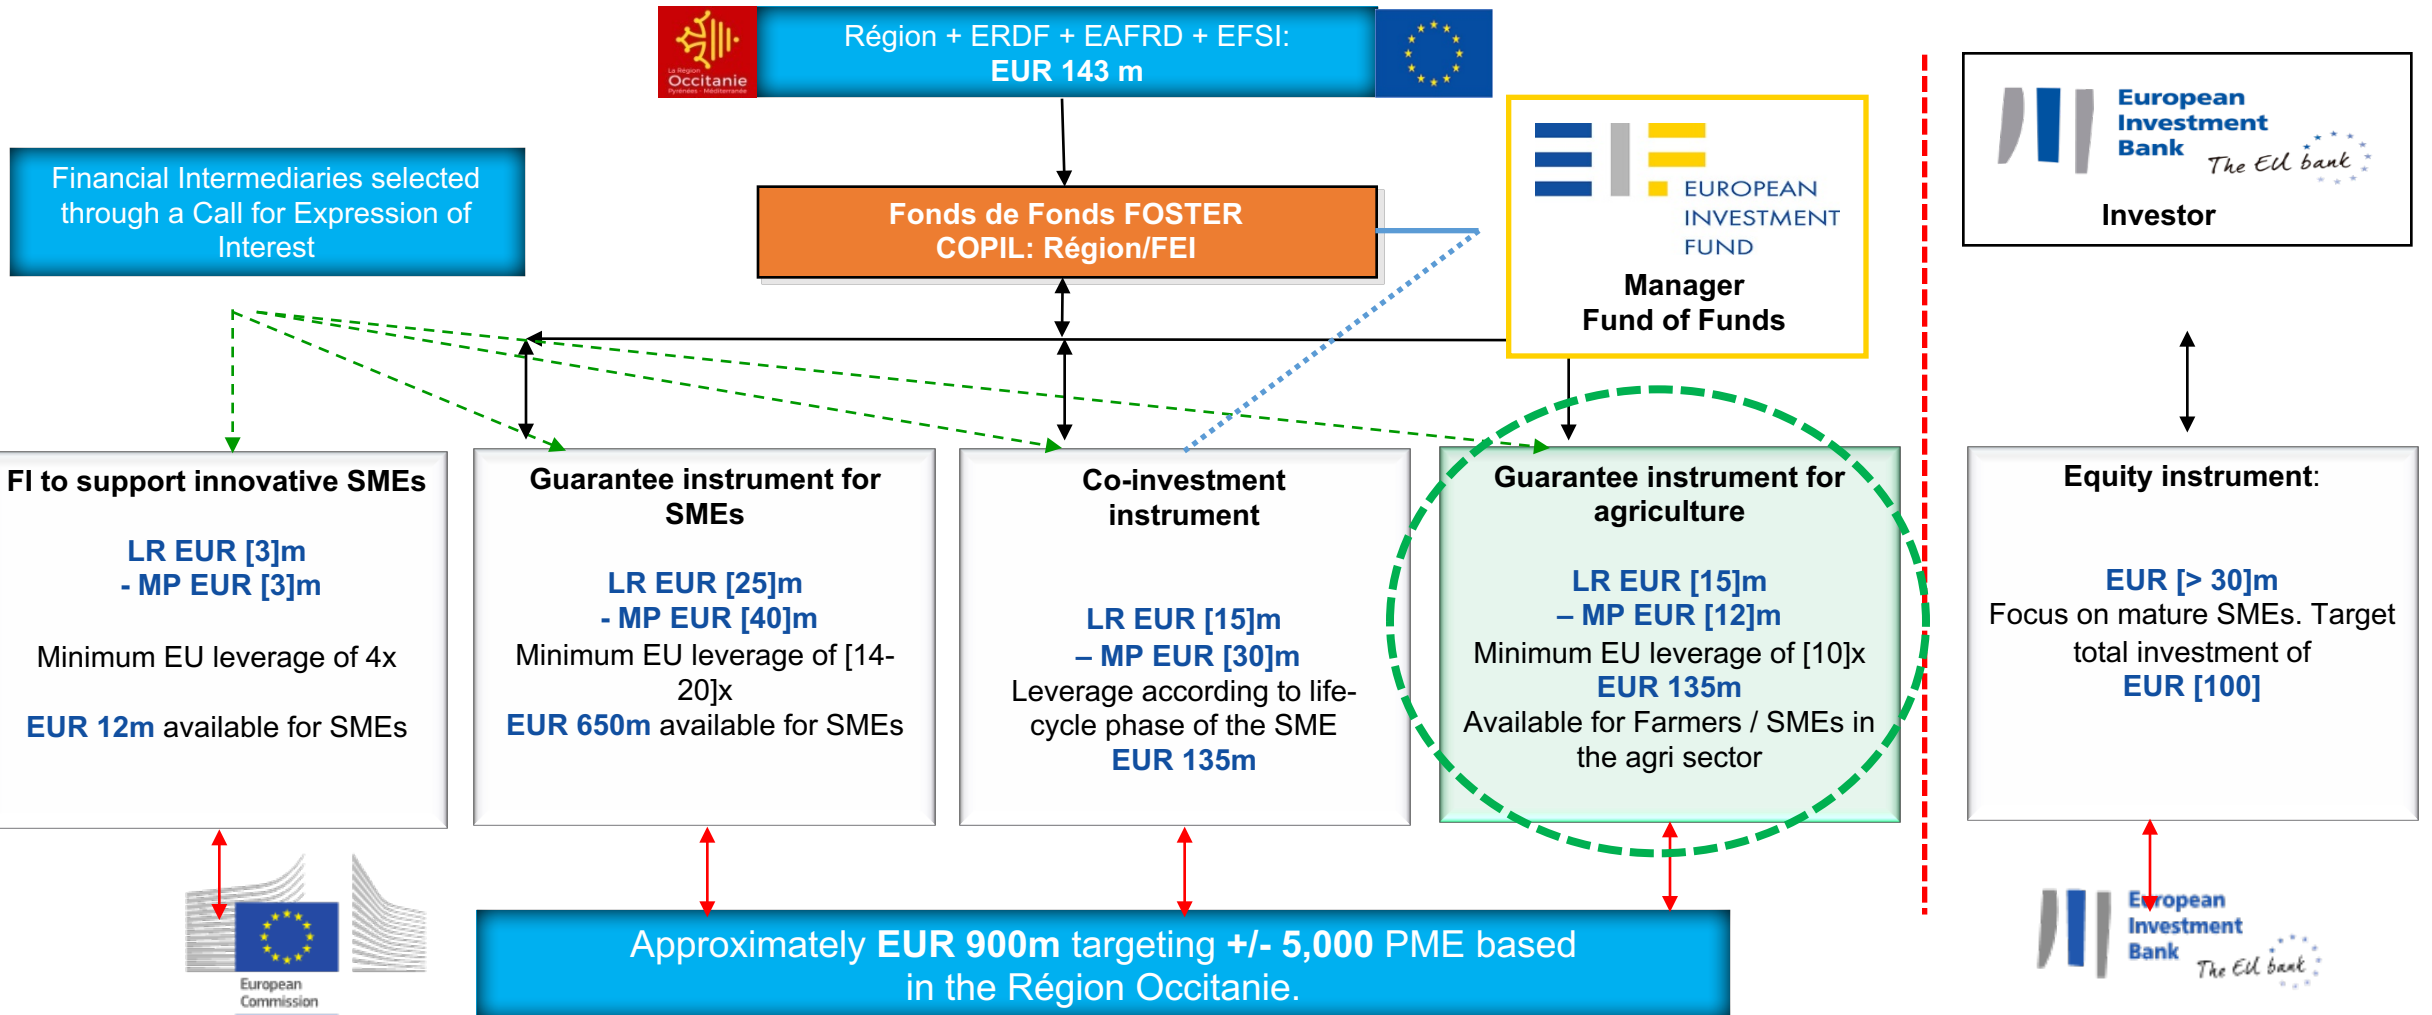 La Région
Occitanie
Pyrénées - Méditerranée
Région + ERDF + EAFRD + EFSI:
EUR 143 m
Financial Intermediaries selected
through a Call for Expression of
Interest
Fonds de Fonds FOSTER
COPIL: Région/FEI
EIF
EUROPEAN
INVESTMENT
FUND
Manager
Fund of Funds
European
Investment
Bank
The EU bank
Investor
FI to support innovative SMEs
LR EUR [3]m
- MP EUR [3]m
Minimum EU leverage of 4x
EUR 12m available for SMEs
Guarantee instrument for
SMEs
LR EUR [25]m
- MP EUR [40]m
Minimum EU leverage of [14-
20]x
EUR 650m available for SMEs
Co-investment
instrument
LR EUR [15]m
– MP EUR [30]m
Leverage according to life-
cycle phase of the SME
EUR 135m
Guarantee instrument for
agriculture
LR EUR [15]m
– MP EUR [12]m
Minimum EU leverage of [10]x
EUR 135m
Available for Farmers / SMEs in
the agri sector
Equity instrument:
EUR [> 30]m
Focus on mature SMEs. Target
total investment of
EUR [100]
European
Commission
Approximately EUR 900m targeting +/- 5,000 PME based
in the Région Occitanie.
European
Investment
Bank
The EU bank